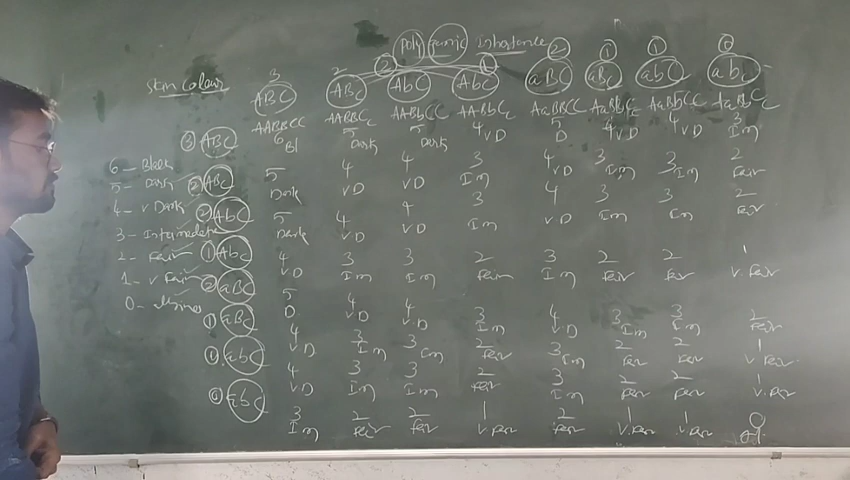 Polygenic Inheritance
Skin Colour
3 2 2 1 2 1 1 0
ABC ABc AbC Abc aBC aBc abC abc
AABBCC AABBCc AABbCC AABbCc AaBBCC AaBbCc AaBbCC AaBbCc
3 ABC 6 Bl 5 Dark 5 Dark 4 VD 5 D 4 VD 4 VD 3 Im
6 - Black
5 - Dark
4 - v Dark
3 - Intermediate
2 - Fair
1 - v Fair
0 -
2 ABc 5 Dark 4 VD 4 VD 3 Im 4 VD 3 Im 3 Im 2 Fair
2 AbC 5 Dark 4 VD 4 VD 3 Im 4 VD 3 Im 3 Im 2 Fair
1 Abc 4 VD 3 Im 3 Im 2 Fair 3 Im 2 Fair 2 Fair 1 V. Fair
2 aBC 5 D. 4 VD 4 V.D 3 Im 4 V.D 3 Im 3 Im 2 Fair
1 aBc 4 VD 3 Im 3 Im 2 Fair 3 Im 2 Fair 2 Fair 1 V Fair
1 abC 4 VD 3 Im 3 Im 2 Fair 3 Im 2 Fair 2 Fair 1 V. Fair
0 abc 3 Im 2 Fair 2 Fair 1 V Fair 2 Fair 1 V. Fair 1 V. Fair 0